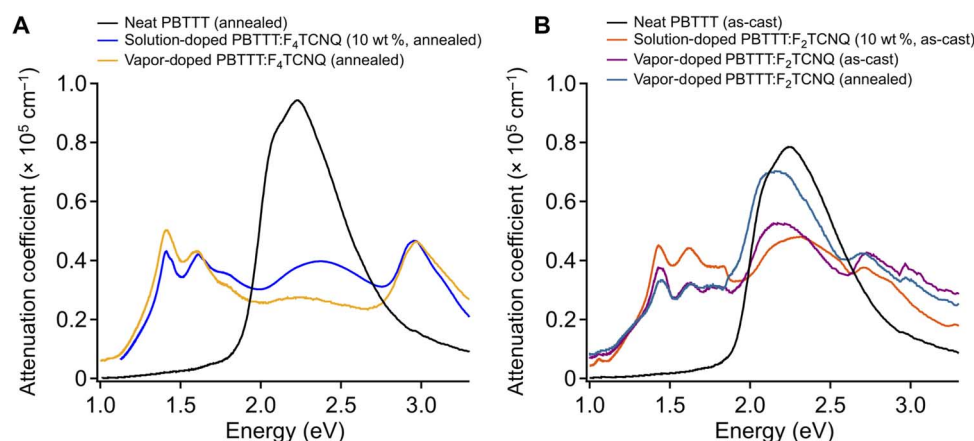 A
Neat PBTTT (annealed)
Solution-doped PBTTT:F₄TCNQ (10 wt %, annealed)
Vapor-doped PBTTT:F₄TCNQ (annealed)
Attenuation coefficient (× 10⁵ cm⁻¹)
1.0
0.8
0.6
0.4
0.2
0
1.0
1.5
2.0
2.5
3.0
Energy (eV)
B
Neat PBTTT (as-cast)
Solution-doped PBTTT:F₂TCNQ (10 wt %, as-cast)
Vapor-doped PBTTT:F₂TCNQ (as-cast)
Vapor-doped PBTTT:F₂TCNQ (annealed)
Attenuation coefficient (× 10⁵ cm⁻¹)
1.0
0.8
0.6
0.4
0.2
0
1.0
1.5
2.0
2.5
3.0
Energy (eV)